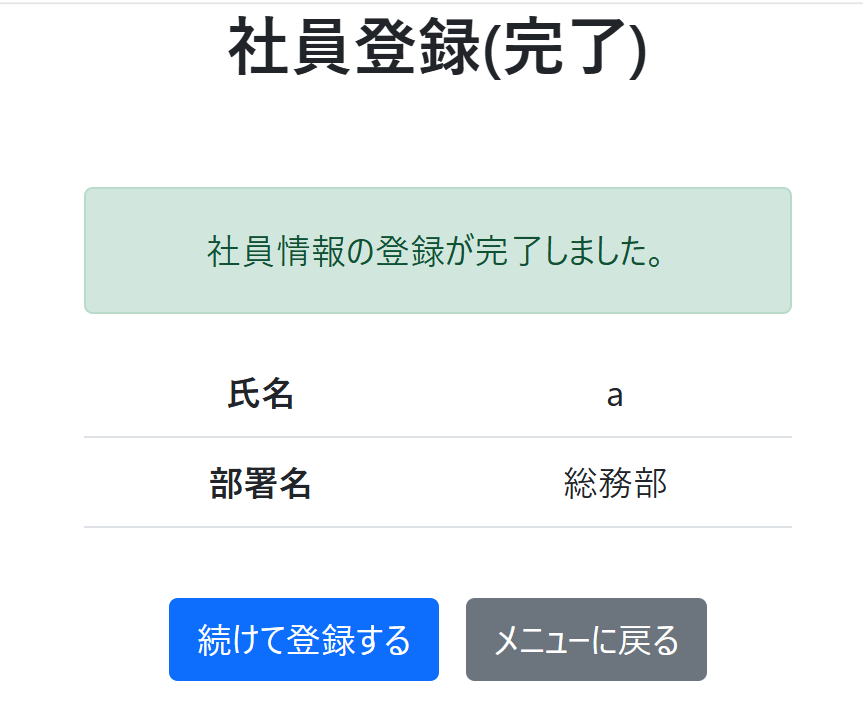 社員登録(完了)
社員情報の登録が完了しました。
氏名 a
部署名 総務部
続けて登録する メニューに戻る